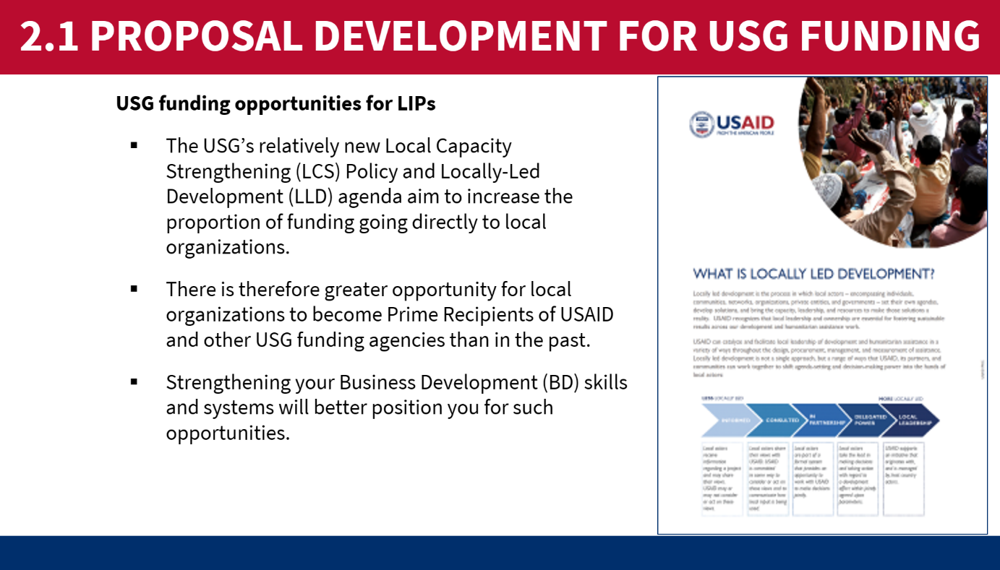 2.1 PROPOSAL DEVELOPMENT FOR USG FUNDING
USG funding opportunities for LIPs
▪ The USG’s relatively new Local Capacity
Strengthening (LCS) Policy and Locally-Led
Development (LLD) agenda aim to increase the
proportion of funding going directly to local
organizations.
▪ There is therefore greater opportunity for local
organizations to become Prime Recipients of USAID
and other USG funding agencies than in the past.
▪ Strengthening your Business Development (BD) skills
and systems will better position you for such
opportunities.
USAID
FROM THE AMERICAN PEOPLE
WHAT IS LOCALLY LED DEVELOPMENT?
Locally led development is the process in which local actors – encompassing individuals,
communities, networks, organizations, private entities, and governments – set their own agendas,
develop solutions, and bring the capacity, leadership, and resources to make those solutions a
reality. USAID recognizes that local leadership and ownership are essential for fostering sustainable
results across our development and humanitarian assistance work.
USAID can catalyze and facilitate local leadership of development and humanitarian assistance in a
variety of ways throughout the design, procurement, management, and measurement of assistance.
Locally led development is not a single approach, but a range of ways that USAID, its partners, and
communities can work together to shift agenda-setting and decision-making power into the hands of
local actors.
LESS LOCALLY LED
MORE LOCALLY LED
INFORMED
CONSULTED
IN
PARTNERSHIP
DELEGATED
POWER
LOCAL
LEADERSHIP
Local actors
receive
information
regarding a project
and may share
their views.
USAID may or
may not consider
or act on these
views.
Local actors share
their views with
USAID. USAID
is committed
in some way to
consider or act on
these views and to
communicate how
local input is being
used.
Local actors
are part of a
formal system
that provides an
opportunity to
work with USAID
to make decisions
jointly.
Local actors
take the lead in
making decisions
and taking action
with regard to
a development
effort within jointly
agreed upon
parameters.
USAID supports
an initiative that
originates with,
and is managed
by, host country
actors.